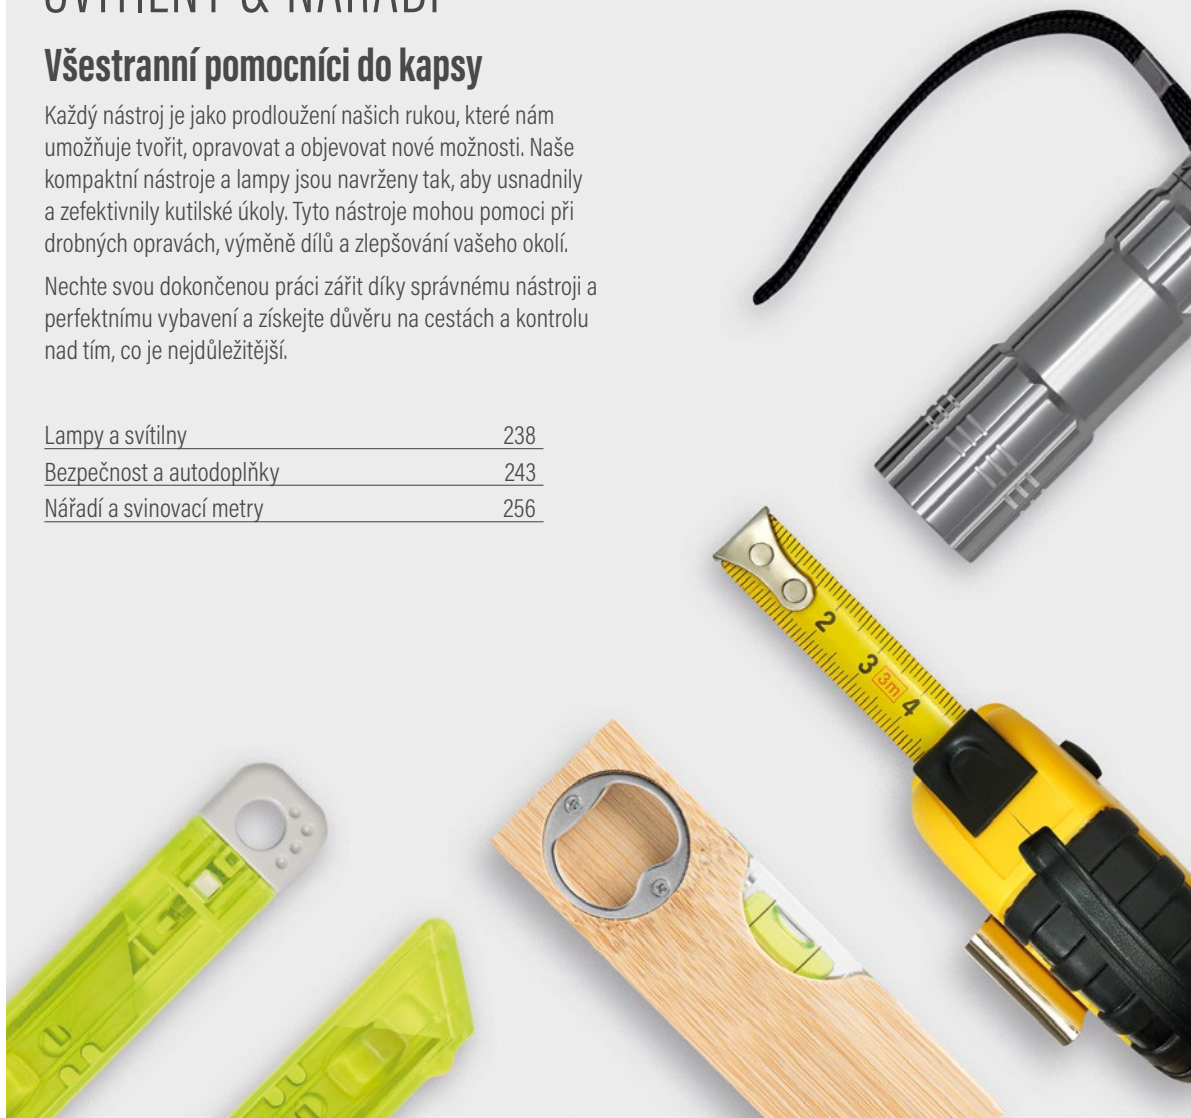 SVÍTILNY & NÁŘADÍ
Všestranní pomocníci do kapsy
Každý nástroj je jako prodloužení našich rukou, které nám
umožňuje tvořit, opravovat a objevovat nové možnosti. Naše
kompaktní nástroje a lampy jsou navrženy tak, aby usnadnily
a zefektivnily kutilské úkoly. Tyto nástroje mohou pomoci při
drobných opravách, výměně dílů a zlepšování vašeho okolí.
Nechte svou dokončenou práci zářit díky správnému nástroji a
perfektnímu vybavení a získejte důvěru na cestách a kontrolu
nad tím, co je nejdůležitější.
Lampy a svítilny 238
Bezpečnost a autodoplňky 243
Nářadí a svinovací metry 256
2
3 3m 4